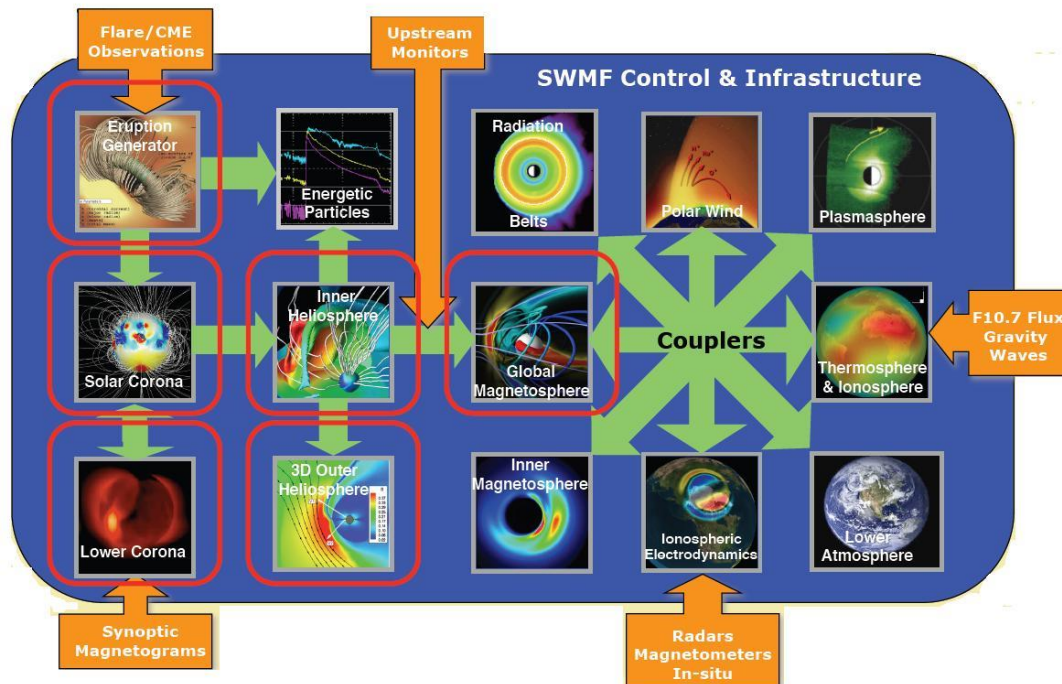 Flare/CME
Observations
Upstream
Monitors
SWMF Control & Infrastructure
Eruption
Generator
Energetic
Particles
Radiation
Belts
Polar Wind
Plasmasphere
Solar Corona
Inner
Heliosphere
Global
Magnetosphere
Couplers
Thermosphere
& Ionosphere
F10.7 Flux
Gravity
Waves
Lower Corona
3D Outer
Heliosphere
Inner
Magnetosphere
Ionospheric
Electrodynamics
Lower
Atmosphere
Synoptic
Magnetograms
Radars
Magnetometers
In-situ